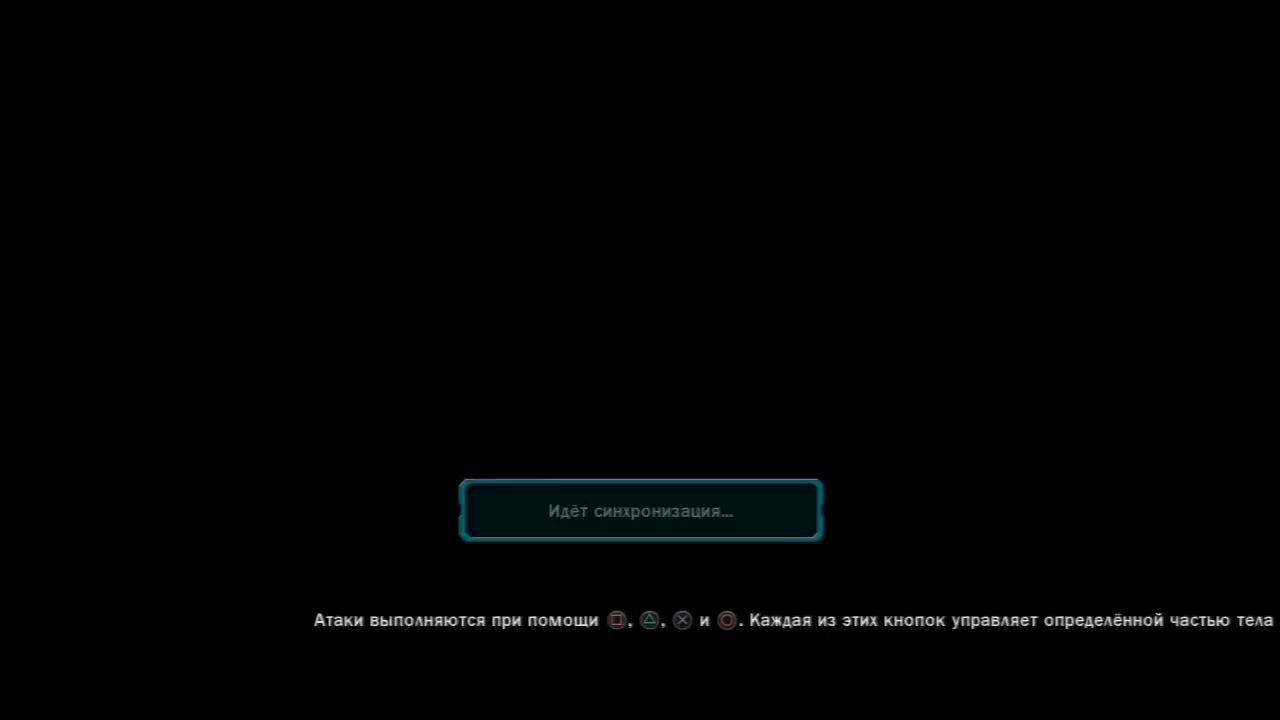 Идёт синхронизация...
Атаки выполняются при помощи □, △, ✕ и ○. Каждая из этих кнопок управляет определённой частью тела